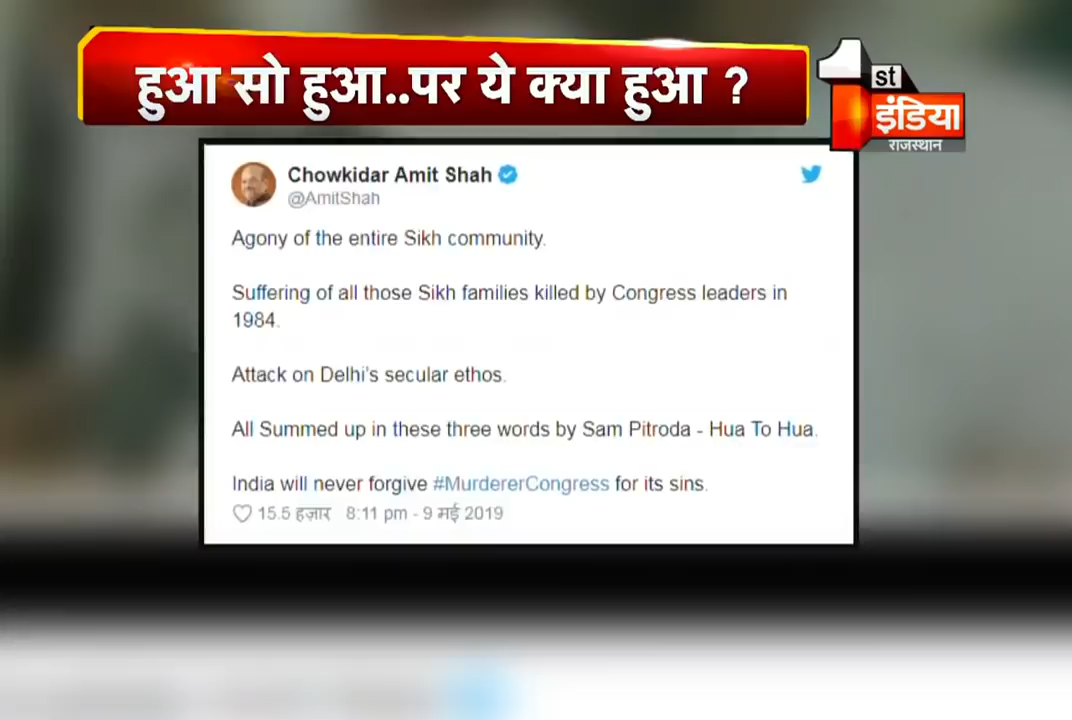 हुआ सो हुआ..पर ये क्या हुआ ?
1st
इंडिया
राजस्थान
Chowkidar Amit Shah
@AmitShah
Agony of the entire Sikh community.
Suffering of all those Sikh families killed by Congress leaders in
1984.
Attack on Delhi's secular ethos.
All Summed up in these three words by Sam Pitroda - Hua To Hua.
India will never forgive #MurdererCongress for its sins.
15.5 हज़ार 8:11 pm - 9 मई 2019